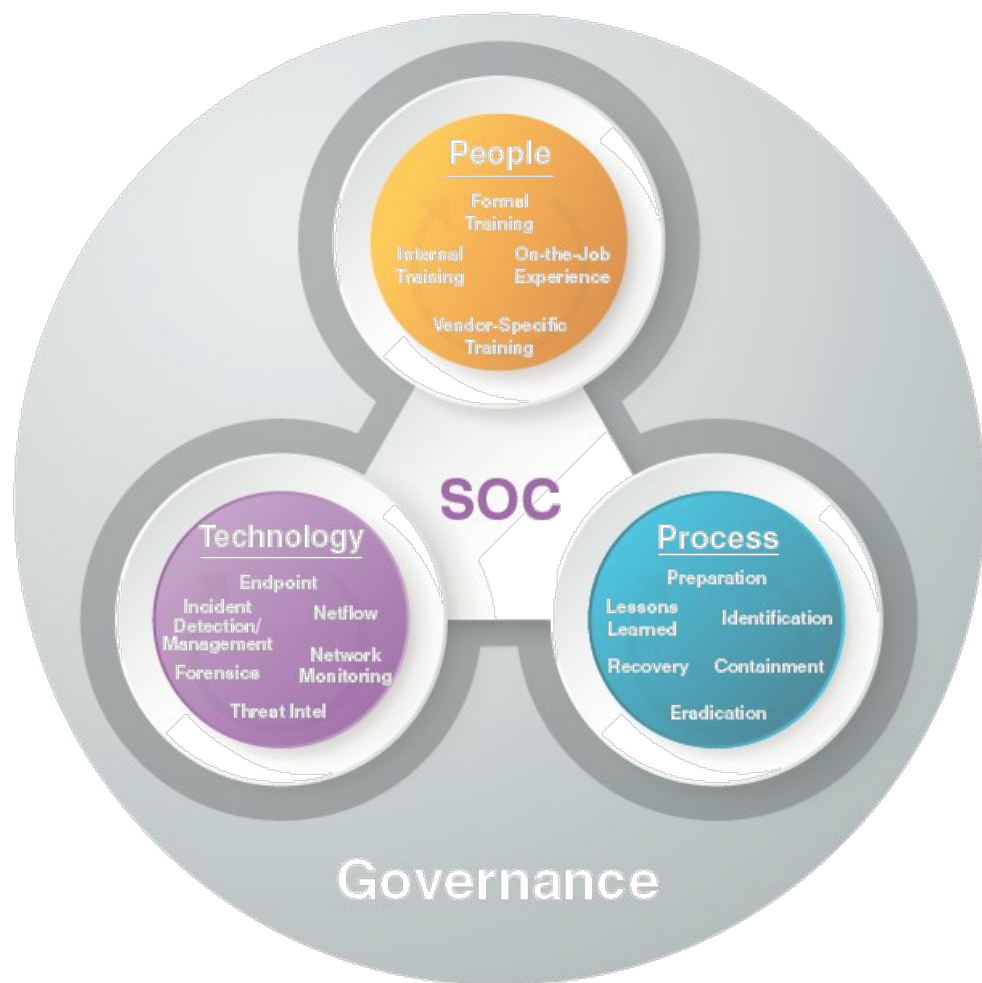 People
Formal
Training
Internal
Training
On-the-Job
Experience
Vendor-Specific
Training
SOC
Technology
Endpoint
Incident
Detection/
Management
Netflow
Forensics
Network
Monitoring
Threat Intel
Process
Preparation
Lessons
Learned
Identification
Recovery
Containment
Eradication
Governance